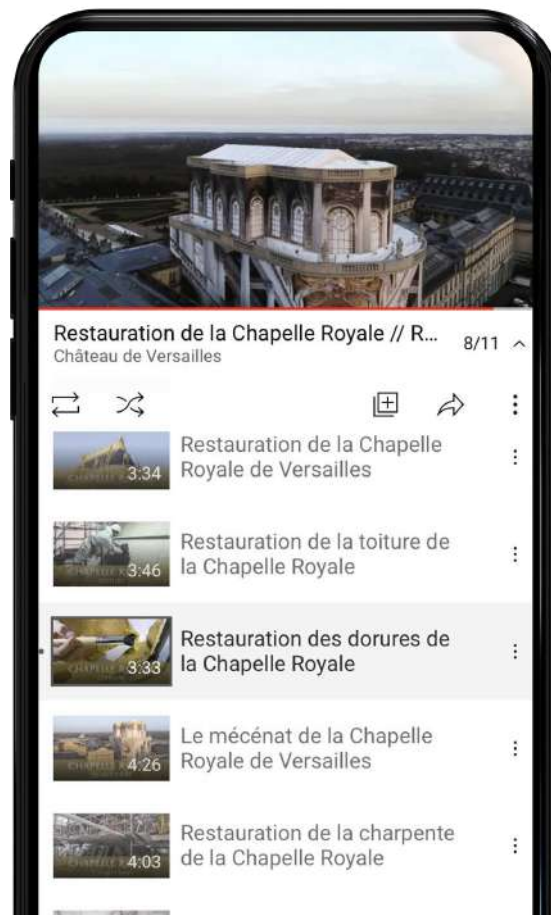 Restauration de la Chapelle Royale // R...
Château de Versailles
8/11
Restauration de la Chapelle
Royale de Versailles
3:34
Restauration de la toiture de
la Chapelle Royale
3:46
Restauration des dorures de
la Chapelle Royale
3:33
Le mécénat de la Chapelle
Royale de Versailles
4:26
Restauration de la charpente
de la Chapelle Royale
4:03